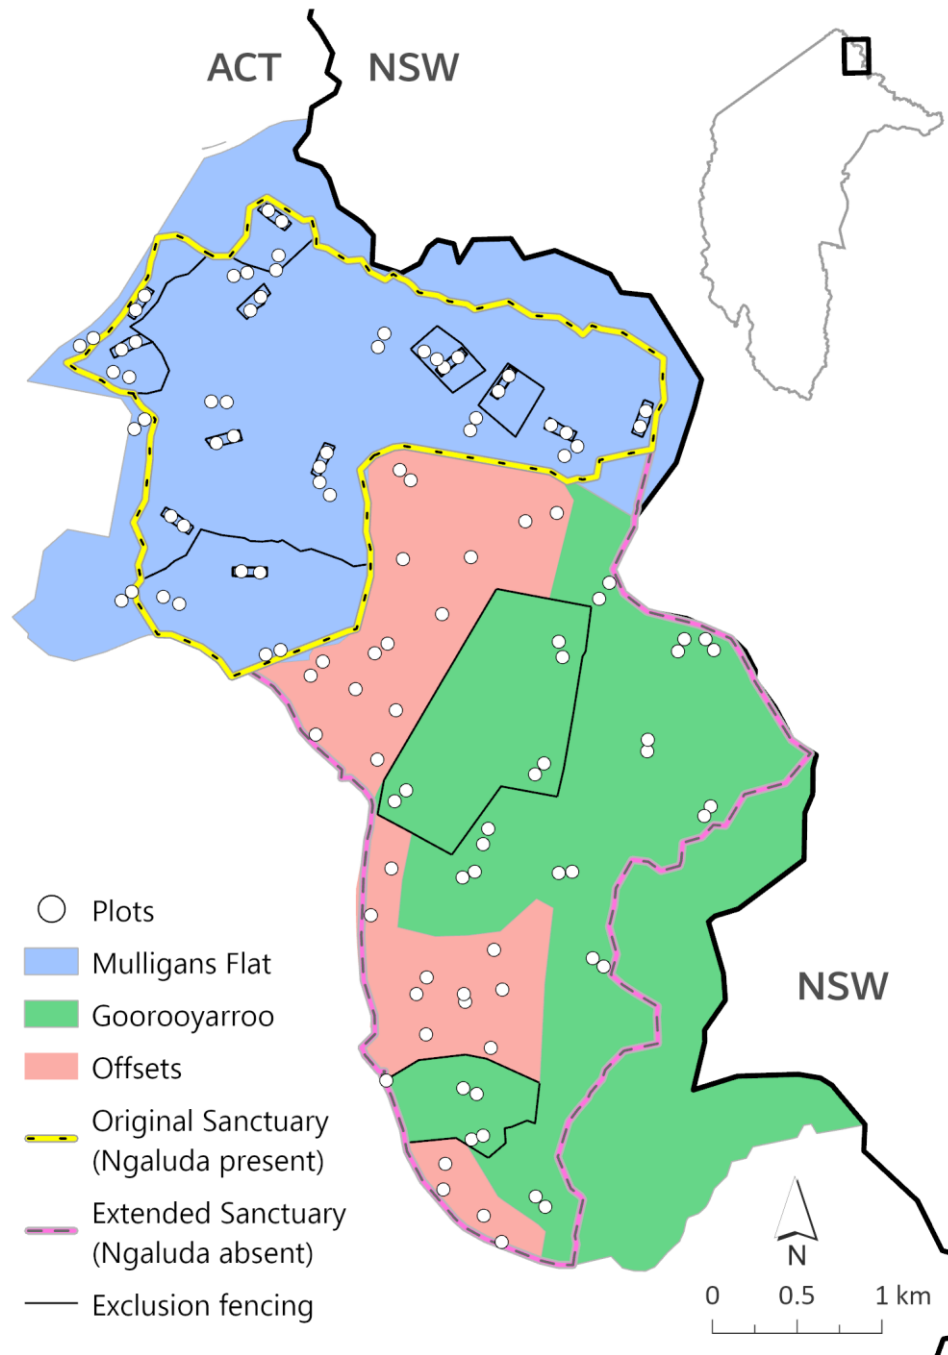 ACT NSW
Plots
Mulligans Flat
Goorooyarroo
Offsets
Original Sanctuary
(Ngaluda present)
Extended Sanctuary
(Ngaluda absent)
Exclusion fencing
NSW
N
0 0.5 1 km